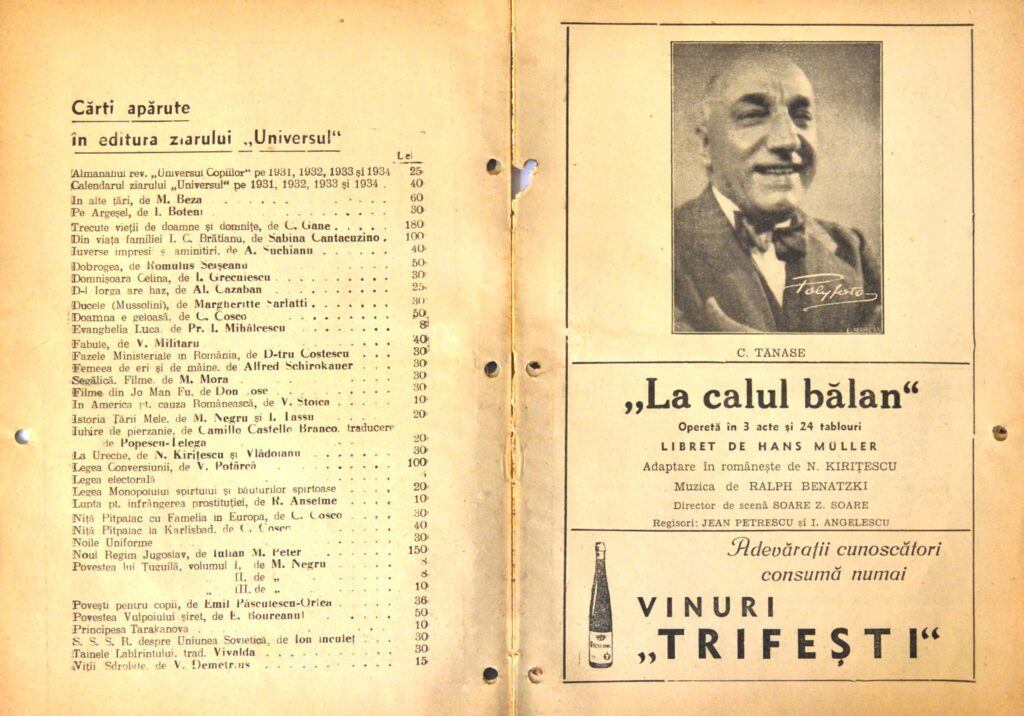 Cărti apărute
în editura ziarului „Universul“
Lei
Almanahul rev. „Universul Copiilor“ pe 1931, 1932, 1933 și 1934 25
Calendarul ziarului „Universul“ pe 1931, 1932, 1933 și 1934 . 40
In alte țări, de M. Beza 60
Pe Argeșel, de I. Boteni 30
Trecute vieții de doamne și domnițe, de C. Gane . . . . . 180
Din viața familiei I. C. Brătianu, de Sabina Cantacuzino . 100
Iuverse impresi ș aminitiri, de A. Suchianu . . . 40
Dobrogea, de Romulus Seișeanu 50
Domnișoara Celina, de I. Grecuiescu 30
D-l Iorga are haz, de Al. Cazaban 25
Ducele (Mussolini), de Margheritte Sarfatti . . . . . . 30
Doamna e geloasă, de C. Cosco 50
Evanghelia Luca, de Pr. I. Mihălcescu 8
Fabule, de V. Militaru 40
Fazele Ministeriale în România, de D-tru Costescu . . . 30
Femeea de eri și de mâine, de Alfred Schirokauer . . . 30
Segălică. Filme, de M. Mora 30
Filme din Jo Man Fu, de Don Jose 30
In America pt. cauza Românească, de V. Stoica . . . . 10
Istoria Țării Mele, de M. Negru și I. Tassu . . . . 20
Iubire de pierzanie, de Camillo Castello Branco, traducere
de Popescu-Telega 20
La Ureche, de N. Kirițescu și Vlădoianu 30
Legea Conversiunii, de V. Potârcă 100
Legea electorală
Legea Monopolului spirtului și băuturilor spirtoase . . . . 20
Lupta pt. infrângerea prostituției, de R. Anselme . . . 10
Niță Pitpalac cu Famelia in Europa, de C. Cosco . . . 30
Niță Pitpalac la Karlsbad, de C. Cosco . . . . 40
Noile Uniforme 30
Noul Regim Jugoslav, de Iulian M. Peter . . . . 150
Povestea lui Țuguilă, volumul I, de M. Negru . . . . 8
„ II. de „ 8
„ III. de „ 10
Povești pentru copii, de Emil Păsculescu-Orlea . . . . 36
Povestea Vulpoiului șiret, de E. Boureanul . . . . 50
Principesa Tarakanova 10
S. S. S. R. despre Uniunea Sovietică, de Ion Inculeț . . . 30
Tainele Labirintului, trad. Vivalda 30
Viții Sdrobite, de V. Demetrius 15
Polyfoto
C. TĂNASE
„La calul bălan“
Operetă în 3 acte și 24 tablouri
LIBRET DE HANS MÜLLER
Adaptare în românește de N. KIRIȚESCU
Muzica de RALPH BENATZKI
Director de scenă SOARE Z. SOARE
Regisori: JEAN PETRESCU și I. ANGELESCU
Adevărații cunoscători
consumă numai
VINURI
„TRIFEȘTI“